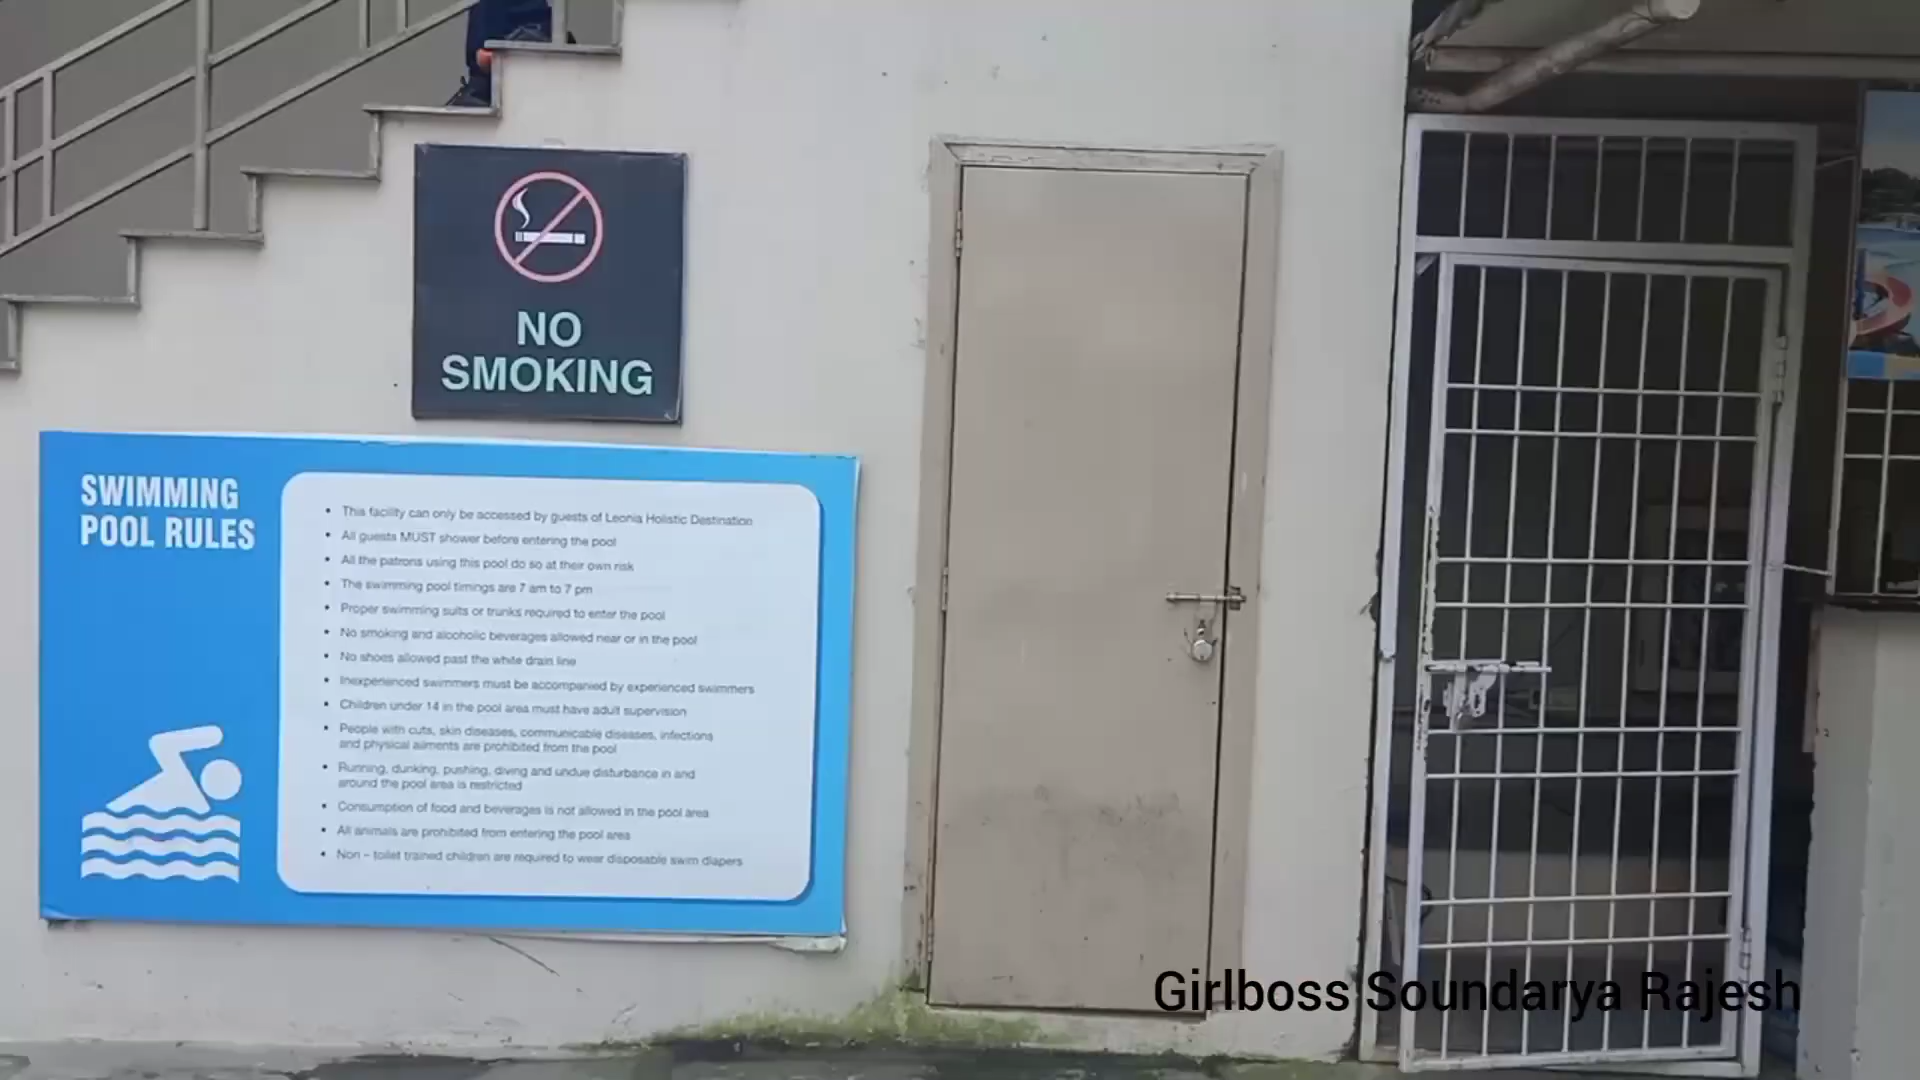 NO
SMOKING
SWIMMING
POOL RULES
• This facility can only be accessed by guests of Leonia Holistic Destination
• All guests MUST shower before entering the pool
• All the patrons using this pool do so at their own risk
• The swimming pool timings are 7 am to 7 pm
• Proper swimming suits or trunks required to enter the pool
• No smoking and alcoholic beverages allowed near or in the pool
• No shoes allowed past the white drain line
• Inexperienced swimmers must be accompanied by experienced swimmers
• Children under 14 in the pool area must have adult supervision
• People with cuts, skin diseases, communicable diseases, infections
and physical ailments are prohibited from the pool
• Running, dunking, pushing, diving and undue disturbance in and
around the pool area is restricted
• Consumption of food and beverages is not allowed in the pool area
• All animals are prohibited from entering the pool area
• Non – toilet trained children are required to wear disposable swim diapers
Girlboss Soundarya Rajesh